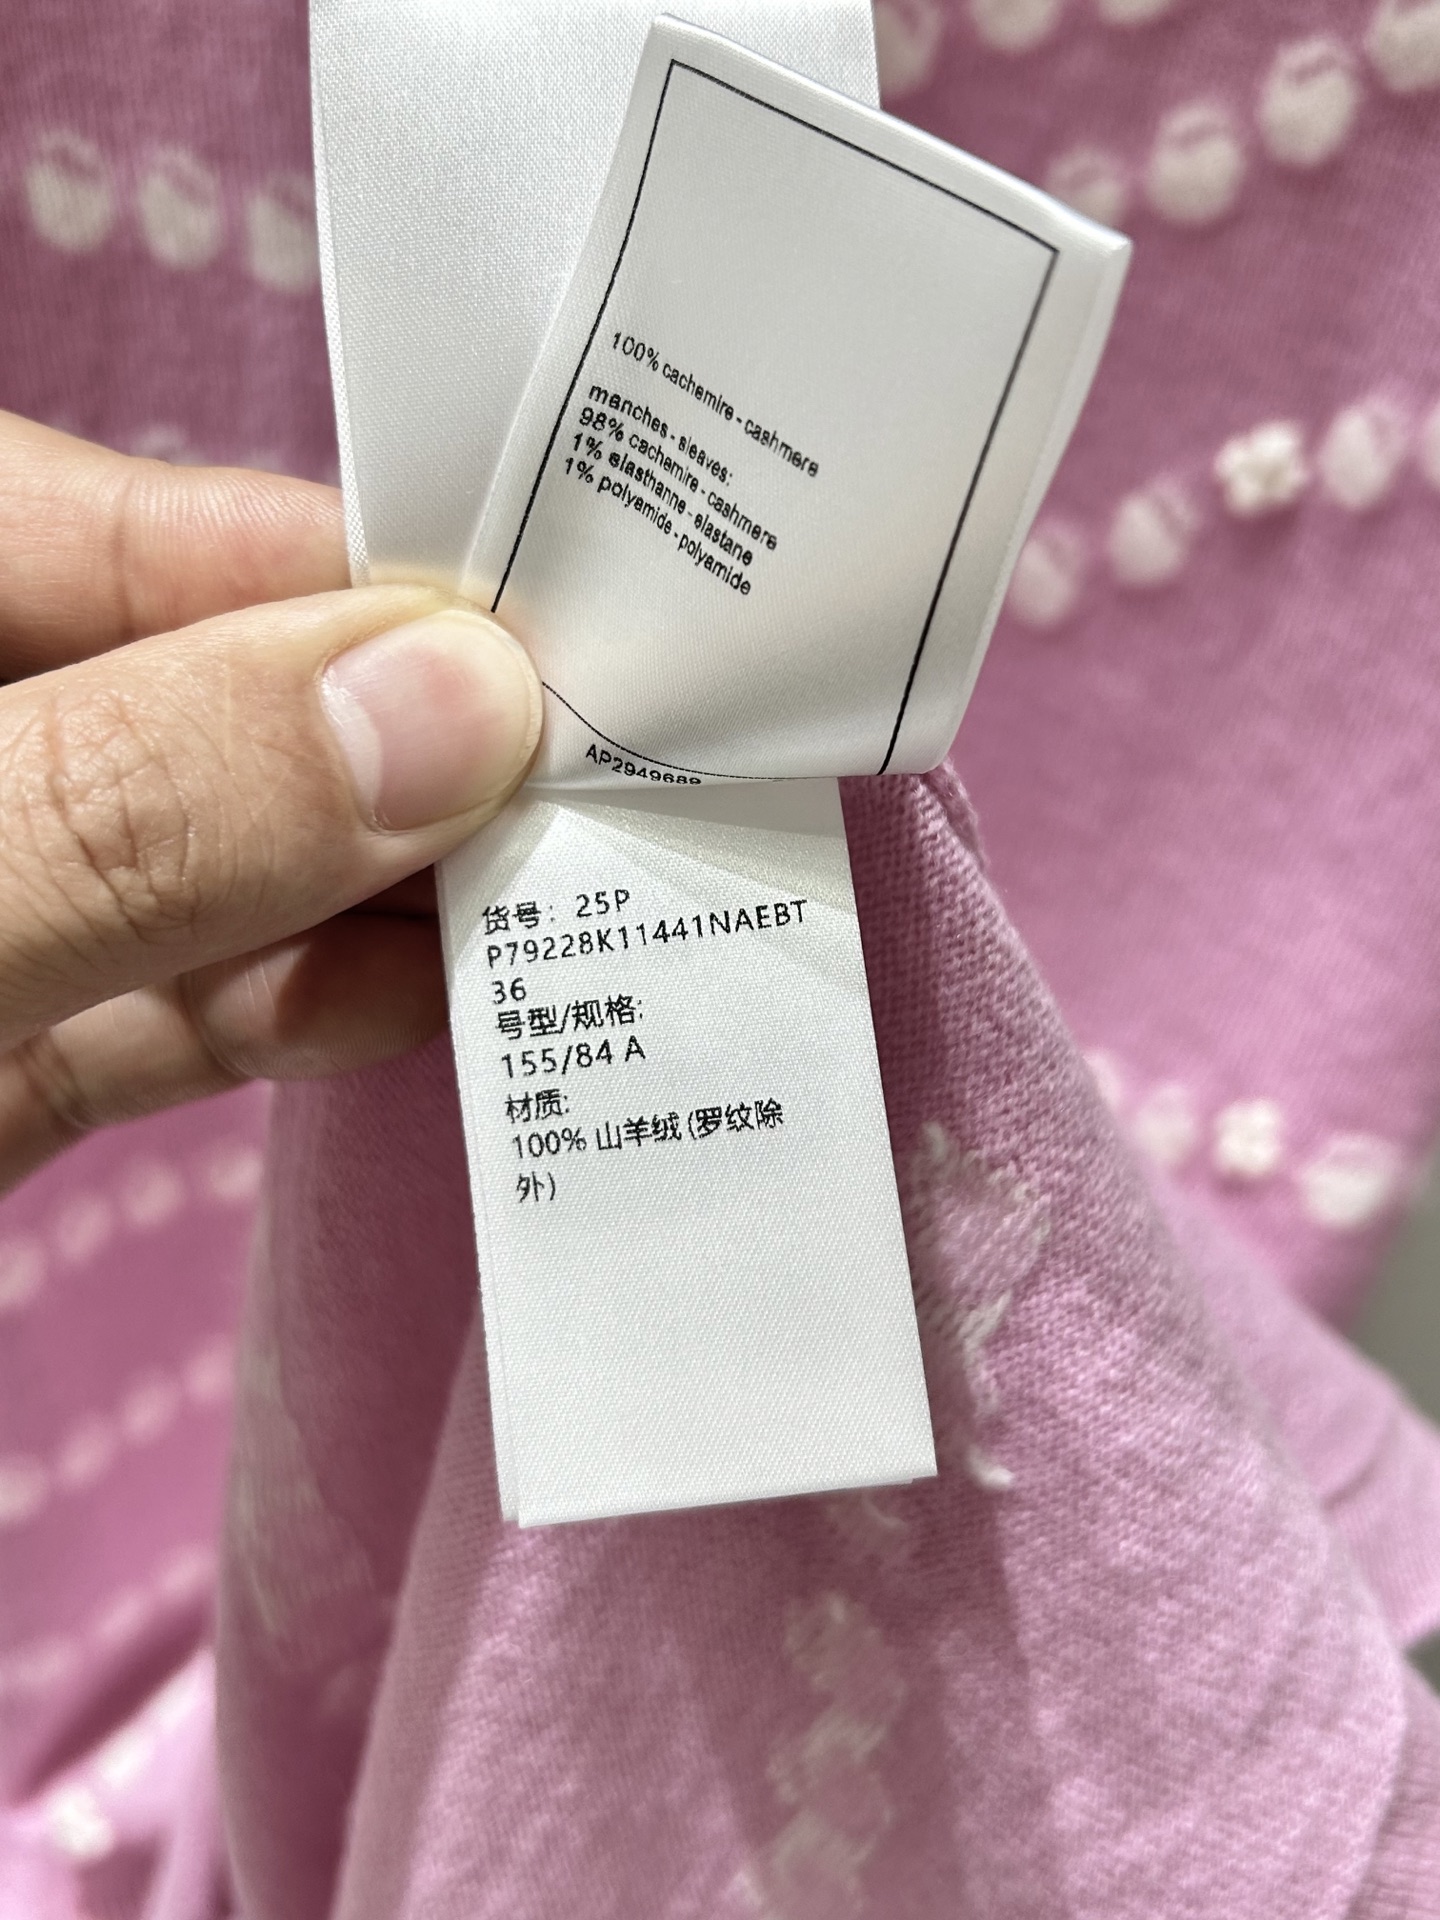 100% cachemire - cashmere
manches - sleeves:
98% cachemire - cashmere
1% elasthanne - elastane
1% polyamide - polyamide
AP2949689
货号: 25P
P79228K11441NAEBT
36
号型/规格:
155/84 A
材质:
100% 山羊绒 (罗纹除
外)